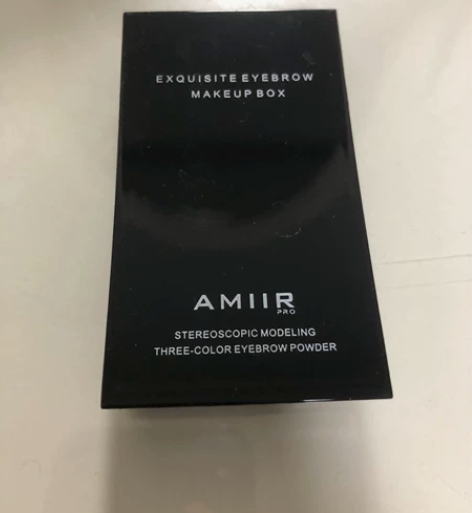 EXQUISITE EYEBROW
MAKEUP BOX
AMIIR
PRO
STEREOSCOPIC MODELING
THREE-COLOR EYEBROW POWDER